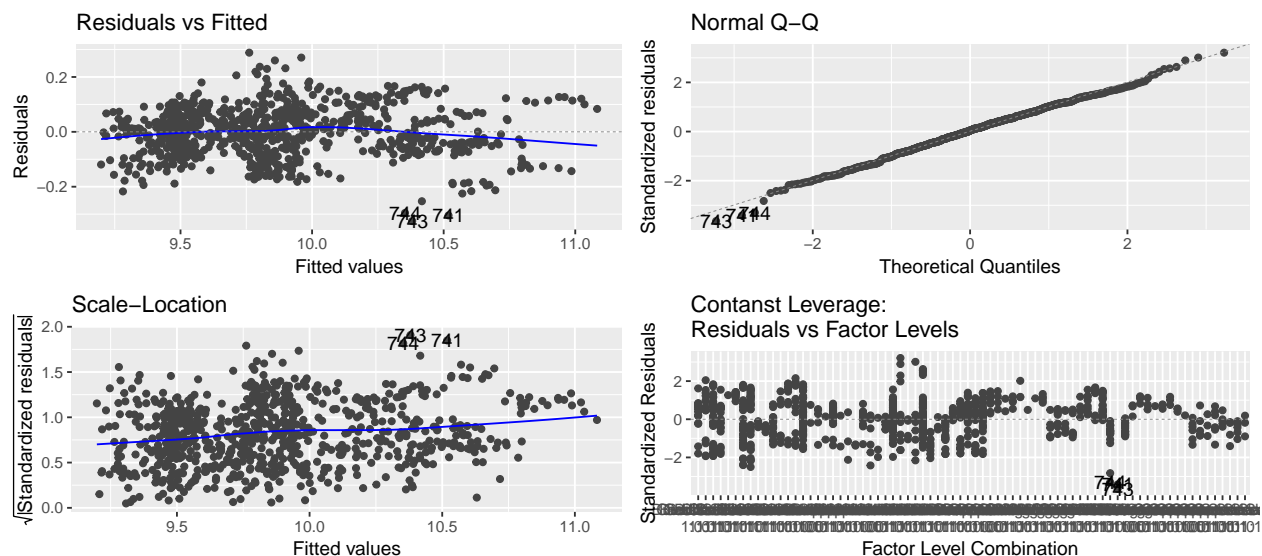 Residuals vs Fitted
Residuals
0.2
0.0
−0.2
744
743
741
9.5 10.0 10.5 11.0
Fitted values
Normal Q−Q
Standardized residuals
2
0
−2
743
741
744
−2 0 2
Theoretical Quantiles
Scale−Location
√|Standardized residuals|
2.0
1.5
1.0
0.5
0.0
743
744
741
9.5 10.0 10.5 11.0
Fitted values
Contanst Leverage:
Residuals vs Factor Levels
Standardized Residuals
2
0
−2
743
Factor Level Combination